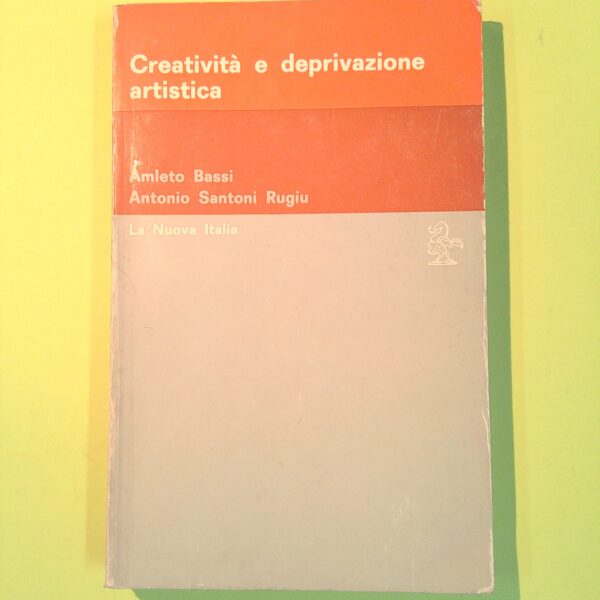 Creatività e deprivazione
artistica
Amleto Bassi
Antonio Santoni Rugiu
La Nuova Italia